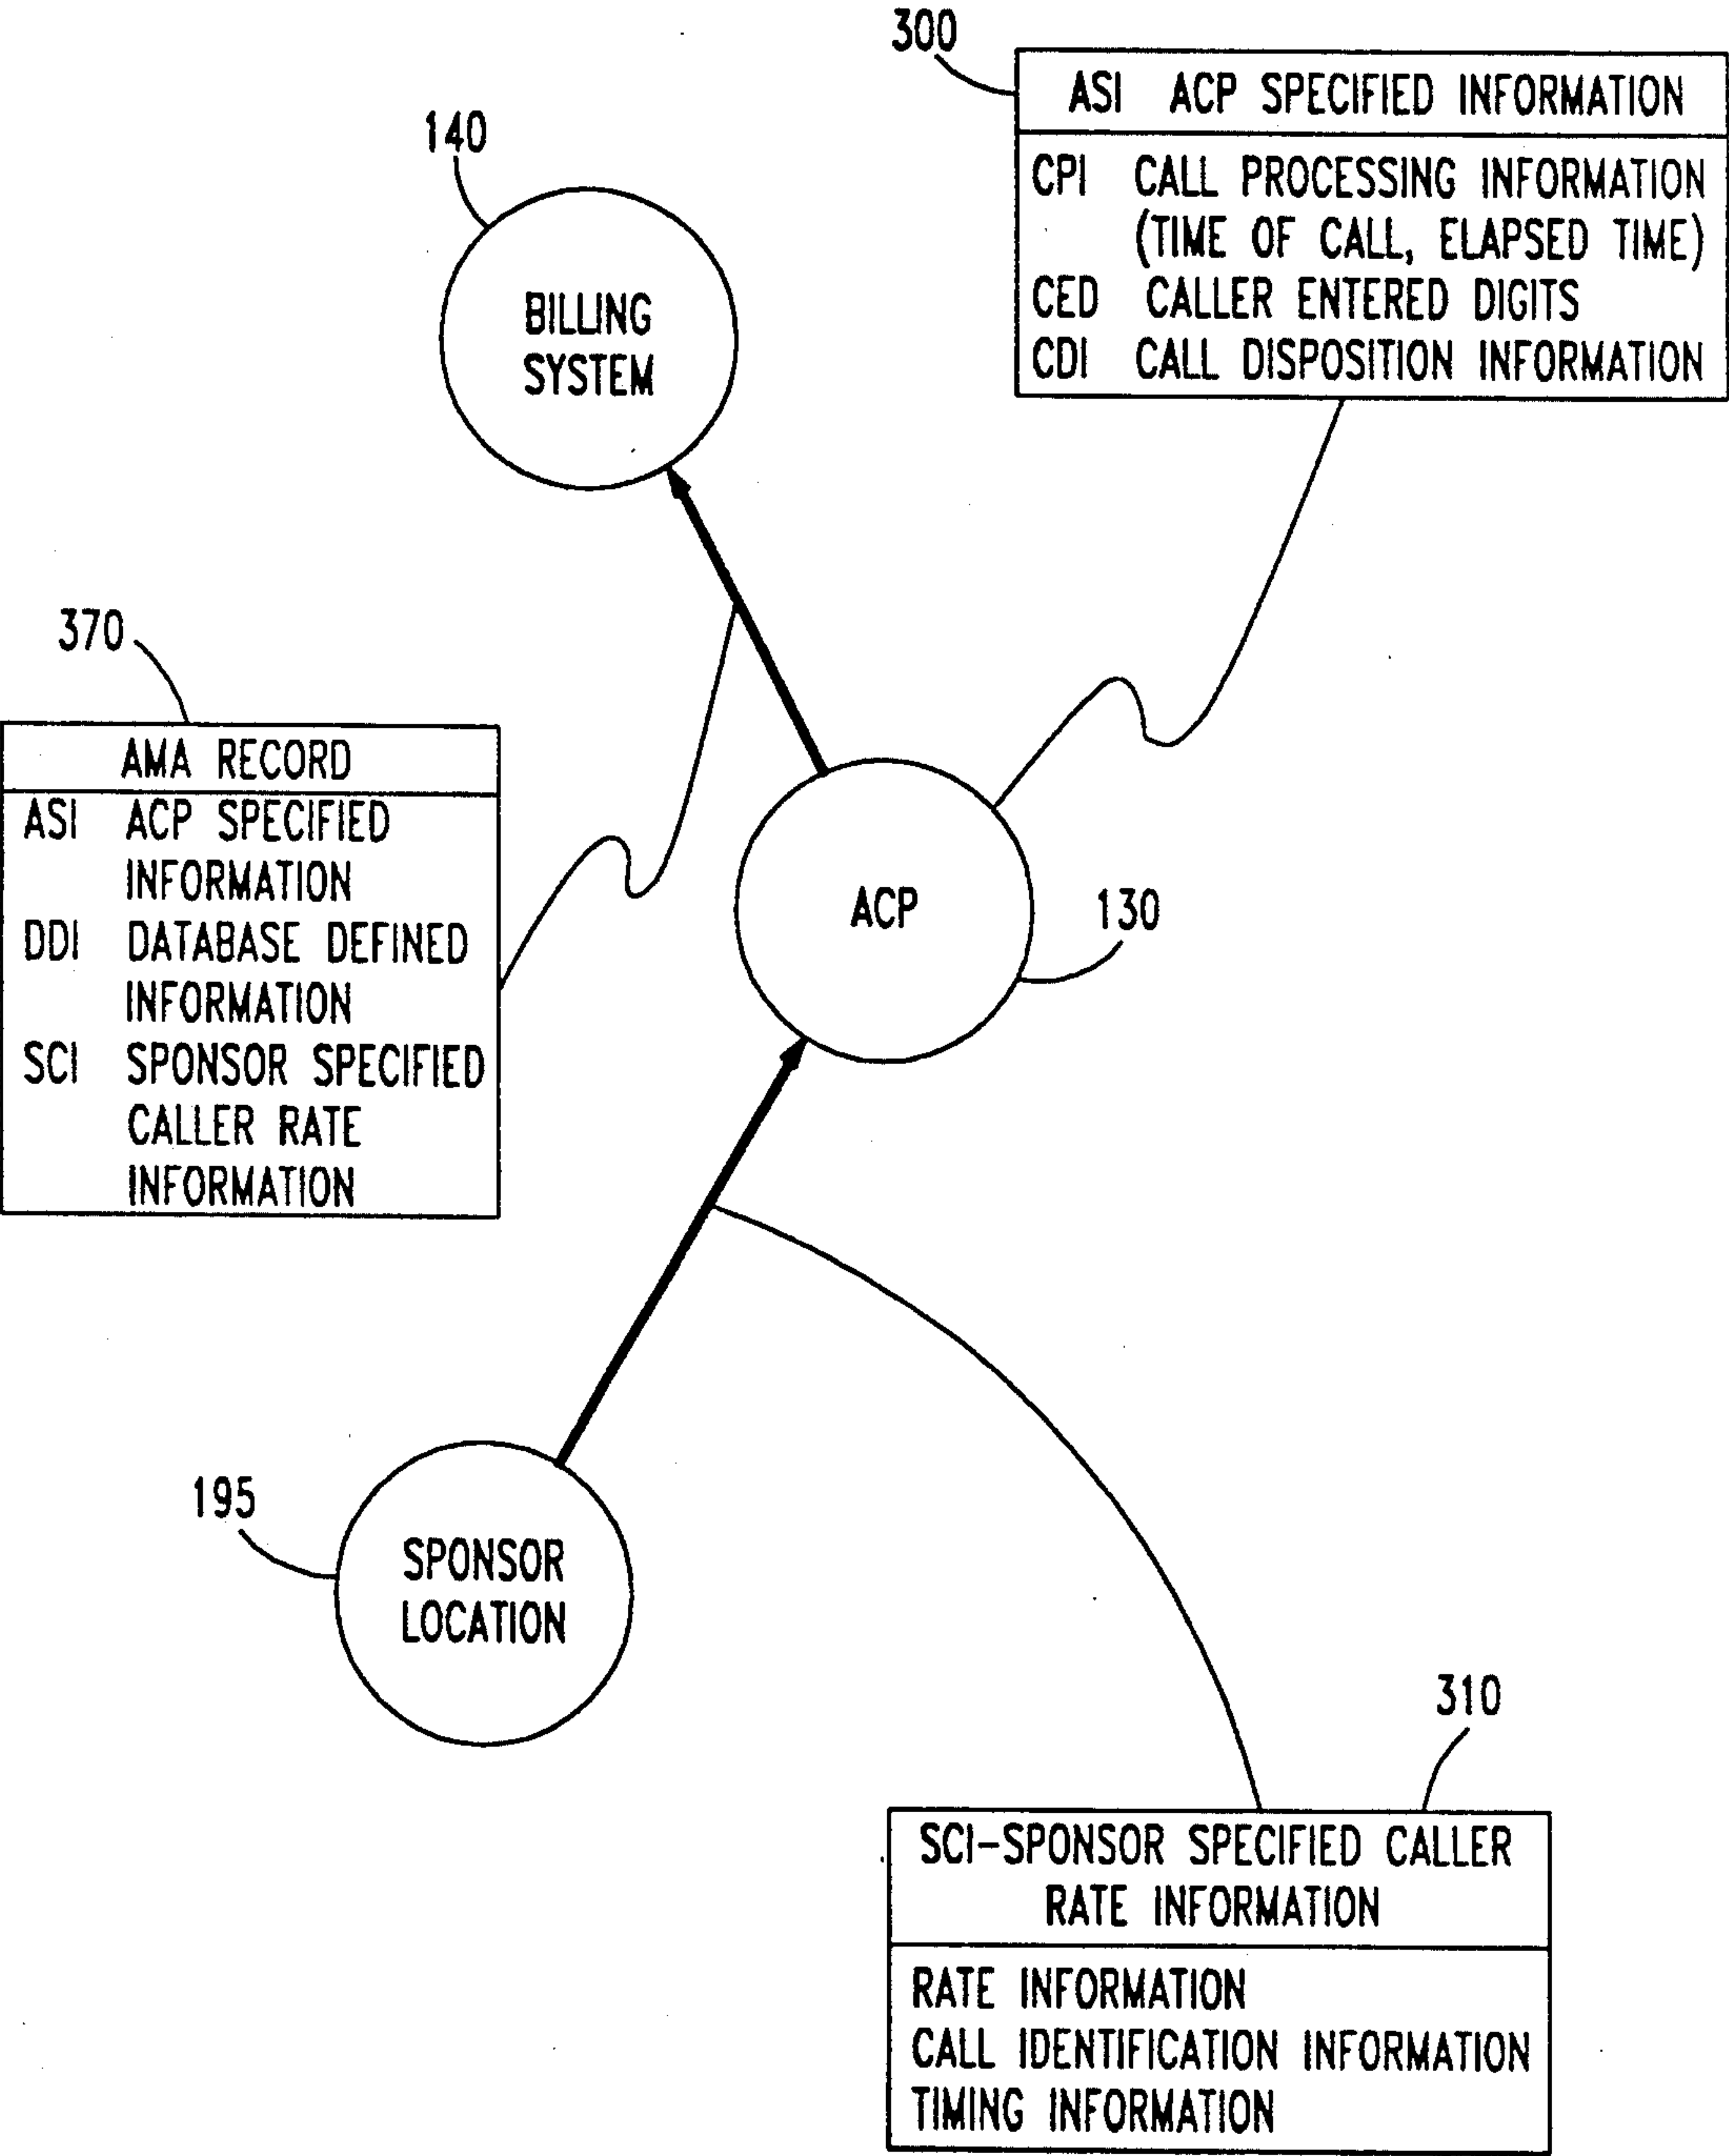 300
ASI ACP SPECIFIED INFORMATION
CPI CALL PROCESSING INFORMATION
(TIME OF CALL, ELAPSED TIME)
CED CALLER ENTERED DIGITS
CDI CALL DISPOSITION INFORMATION
140
BILLING
SYSTEM
370
AMA RECORD
ASI ACP SPECIFIED
INFORMATION
DDI DATABASE DEFINED
INFORMATION
SCI SPONSOR SPECIFIED
CALLER RATE
INFORMATION
ACP
130
195
SPONSOR
LOCATION
310
SCI-SPONSOR SPECIFIED CALLER
RATE INFORMATION
RATE INFORMATION
CALL IDENTIFICATION INFORMATION
TIMING INFORMATION